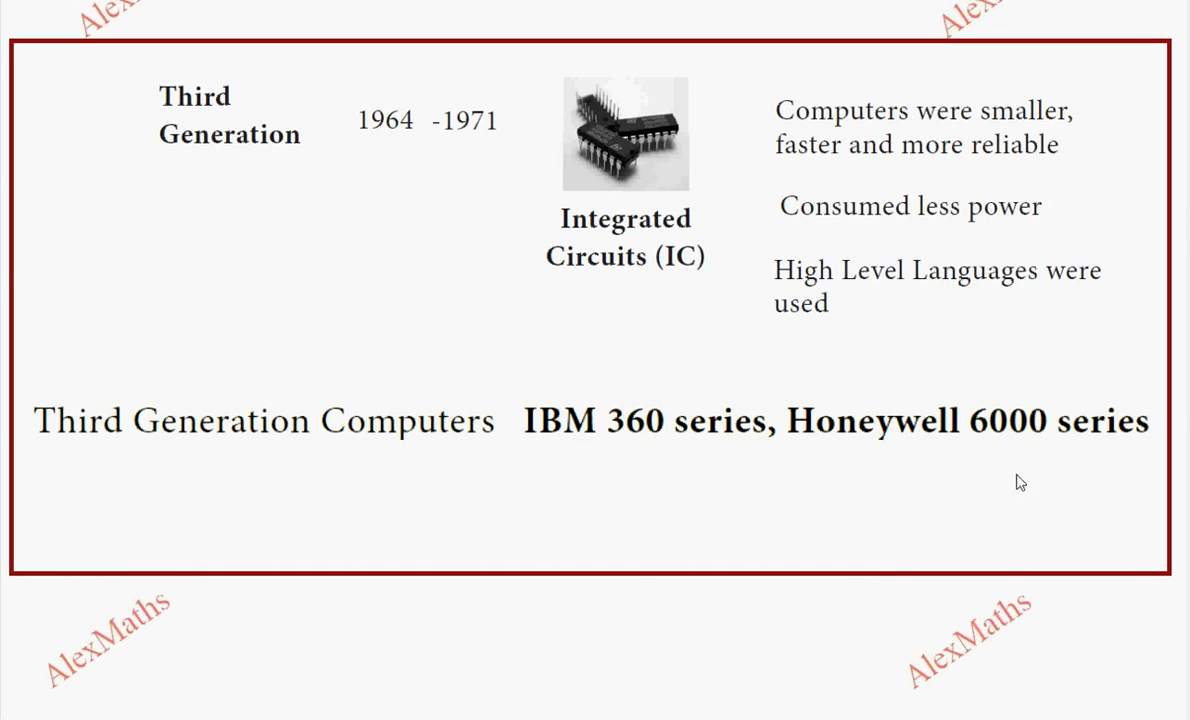 Third
Generation
1964 -1971
Integrated
Circuits (IC)
Computers were smaller,
faster and more reliable
Consumed less power
High Level Languages were
used
Third Generation Computers IBM 360 series, Honeywell 6000 series
AlexMaths
AlexMaths